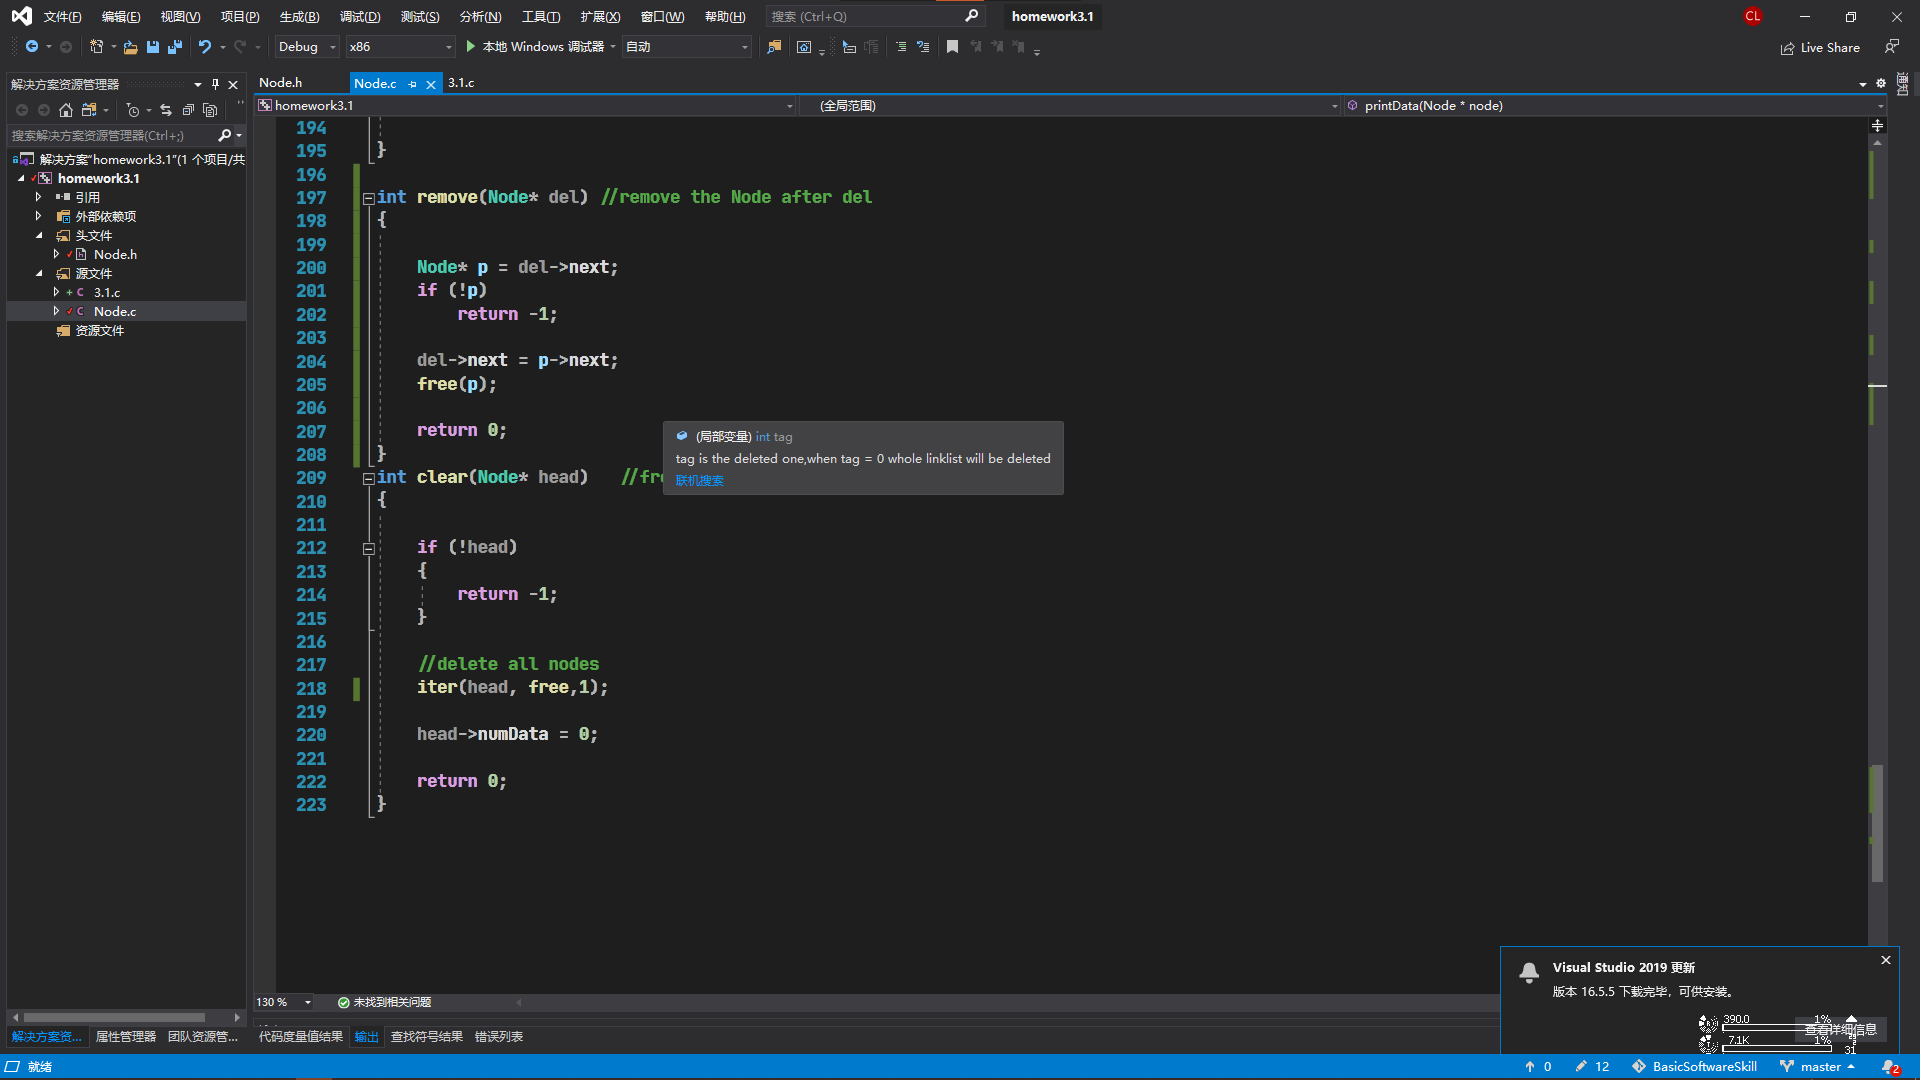 文件(F) 编辑(E) 视图(V) 项目(P) 生成(B) 调试(D) 测试(S) 分析(N) 工具(T) 扩展(X) 窗口(W) 帮助(H) 搜索 (Ctrl+Q) homework3.1 CL
Debug x86 本地 Windows 调试器 自动 Live Share
解决方案资源管理器
搜索解决方案资源管理器(Ctrl+;)
解决方案"homework3.1"(1 个项目/共
homework3.1
引用
外部依赖项
头文件
Node.h
源文件
3.1.c
Node.c
资源文件
Node.h Node.c 3.1.c
homework3.1 (全局范围) printData(Node * node)
194
195 }
196
197 int remove(Node* del) //remove the Node after del
198 {
199
200 Node* p = del->next;
201 if (!p)
202 return -1;
203
204 del->next = p->next;
205 free(p);
206
207 return 0;
208 }
209 int clear(Node* head) //fre
210 {
211
212 if (!head)
213 {
214 return -1;
215 }
216
217 //delete all nodes
218 iter(head, free,1);
219
220 head->numData = 0;
221
222 return 0;
223 }
(局部变量) int tag
tag is the deleted one,when tag = 0 whole linklist will be deleted
联机搜索
130 % 未找到相关问题
Visual Studio 2019 更新
版本 16.5.5 下载完毕，可供安装。
查看详细信息
390.0 1%
7.1K 1%
31
解决方案资... 属性管理器 团队资源管... 代码度量值结果 输出 查找符号结果 错误列表
就绪 0 12 BasicSoftwareSkill master 2